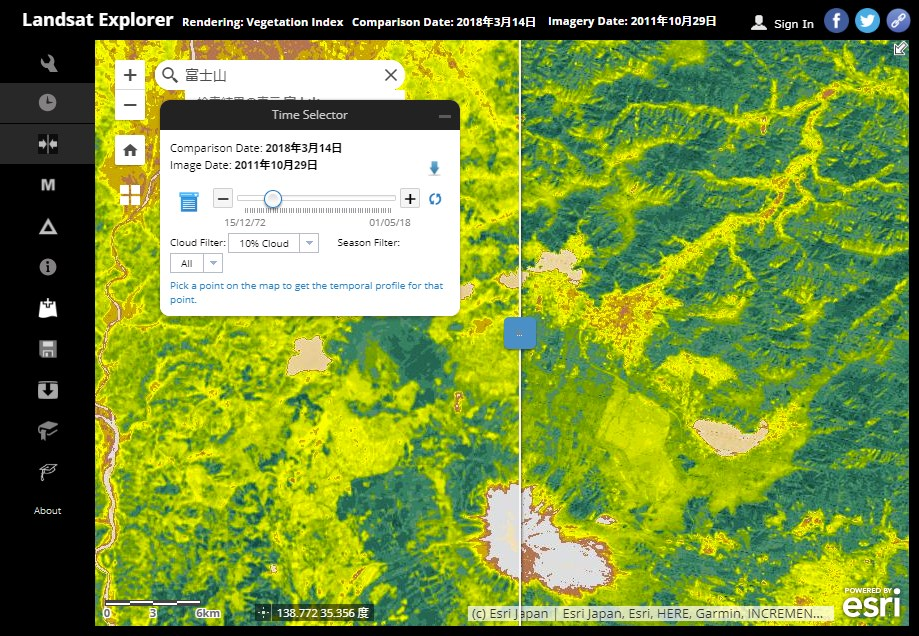 Landsat Explorer
Rendering: Vegetation Index Comparison Date: 2018年3月14日 Imagery Date: 2011年10月29日
Sign In
富士山
Time Selector
Comparison Date: 2018年3月14日
Image Date: 2011年10月29日
15/12/72 01/05/18
Cloud Filter: 10% Cloud Season Filter:
All
Pick a point on the map to get the temporal profile for that
point.
M
About
0 3 6km
138.772 35.356 度
(c) Esri Japan | Esri Japan, Esri, HERE, Garmin, INCREMEN...
POWERED BY
esri